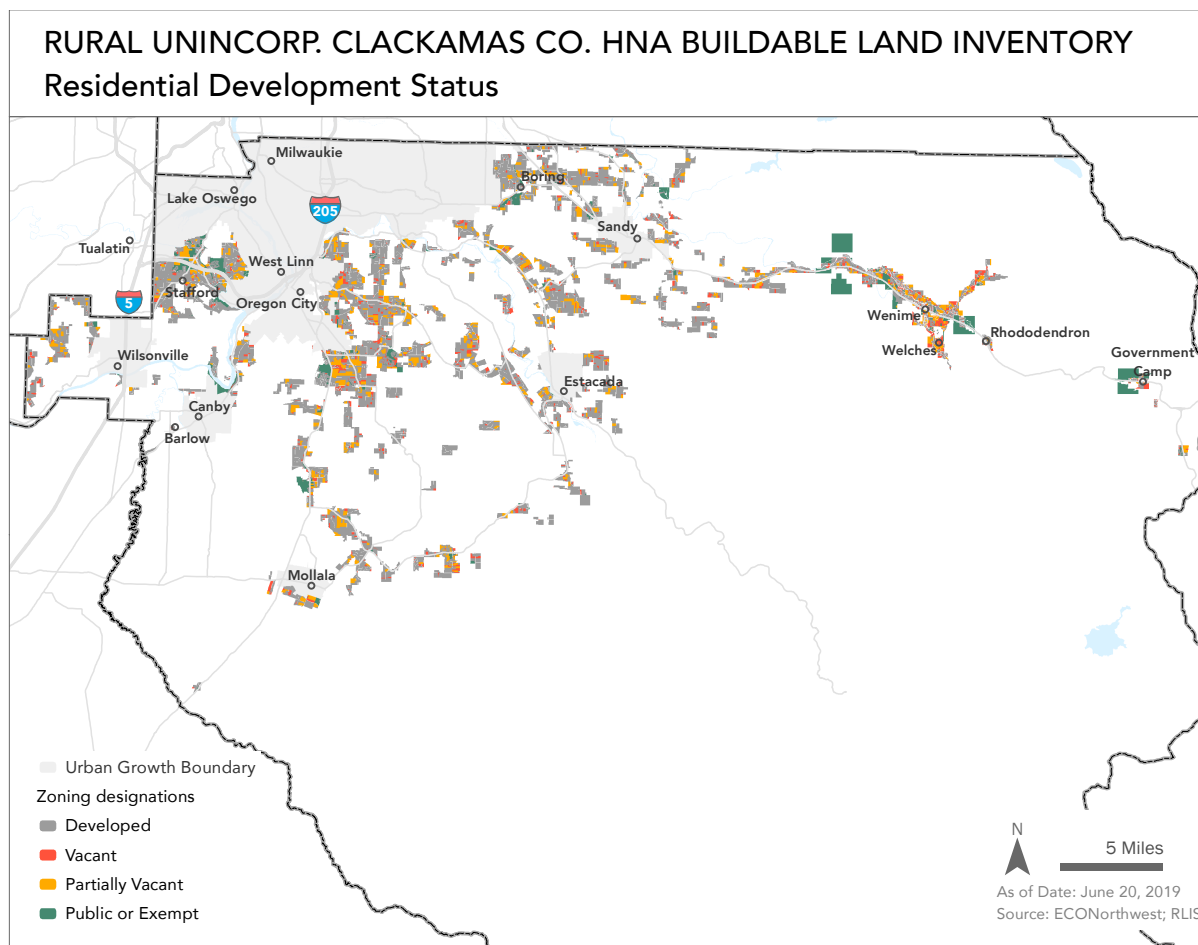 RURAL UNINCORP. CLACKAMAS CO. HNA BUILDABLE LAND INVENTORY
Residential Development Status
Milwaukie
Boring
Lake Oswego
205
Sandy
Tualatin
West Linn
Stafford
Oregon City
5
Wenime
Rhododendron
Welches
Wilsonville
Government
Camp
Estacada
Canby
Barlow
Mollala
Urban Growth Boundary
Zoning designations
Developed
Vacant
Partially Vacant
Public or Exempt
N
5 Miles
As of Date: June 20, 2019
Source: ECONorthwest; RLIS